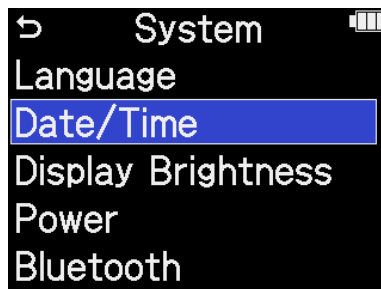 System
Language
Date/Time
Display Brightness
Power
Bluetooth